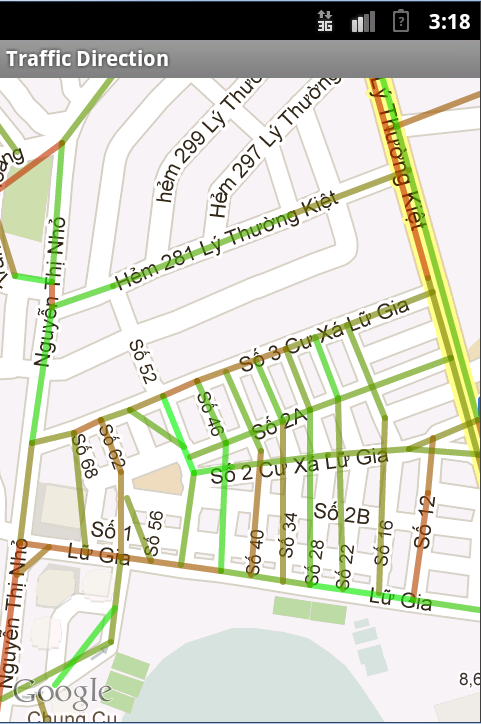 3G
?
3:18
Traffic Direction
hẻm 299 Lý Thườ
Hẻm 297 Lý Thường
Lý Thường Kiệt
Hẻm 281 Lý Thường Kiệt
Nguyễn Thị Nhỏ
Số 52
Số 3 Cư Xá Lữ Gia
Số 46
Số 2A
Số 68
Số 62
Số 2 Cư Xá Lữ Gia
Số 1
Số 56
Số 40
Số 34
Số 28
Số 2B
Số 22
Số 16
Số 12
Lữ Gia
Lữ Gia
Nguyễn Thị Nhỏ
Google
8,6
Chung Cư